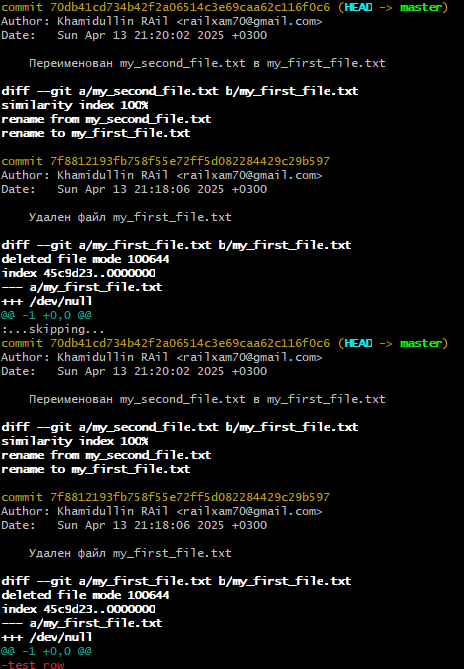 commit 70db41cd734b42f2a06514c3e69caa62c116f0c6 (HEAD -> master)
Author: Khamidullin RAil <railxam70@gmail.com>
Date:   Sun Apr 13 21:20:02 2025 +0300

    Переименован my_second_file.txt в my_first_file.txt

diff --git a/my_second_file.txt b/my_first_file.txt
similarity index 100%
rename from my_second_file.txt
rename to my_first_file.txt

commit 7f8812193fb758f55e72ff5d082284429c29b597
Author: Khamidullin RAil <railxam70@gmail.com>
Date:   Sun Apr 13 21:18:06 2025 +0300

    Удален файл my_first_file.txt

diff --git a/my_first_file.txt b/my_first_file.txt
deleted file mode 100644
index 45c9d23..0000000
--- a/my_first_file.txt
+++ /dev/null
@@ -1 +0,0 @@
:...skipping...
commit 70db41cd734b42f2a06514c3e69caa62c116f0c6 (HEAD -> master)
Author: Khamidullin RAil <railxam70@gmail.com>
Date:   Sun Apr 13 21:20:02 2025 +0300

    Переименован my_second_file.txt в my_first_file.txt

diff --git a/my_second_file.txt b/my_first_file.txt
similarity index 100%
rename from my_second_file.txt
rename to my_first_file.txt

commit 7f8812193fb758f55e72ff5d082284429c29b597
Author: Khamidullin RAil <railxam70@gmail.com>
Date:   Sun Apr 13 21:18:06 2025 +0300

    Удален файл my_first_file.txt

diff --git a/my_first_file.txt b/my_first_file.txt
deleted file mode 100644
index 45c9d23..0000000
--- a/my_first_file.txt
+++ /dev/null
@@ -1 +0,0 @@
-test row